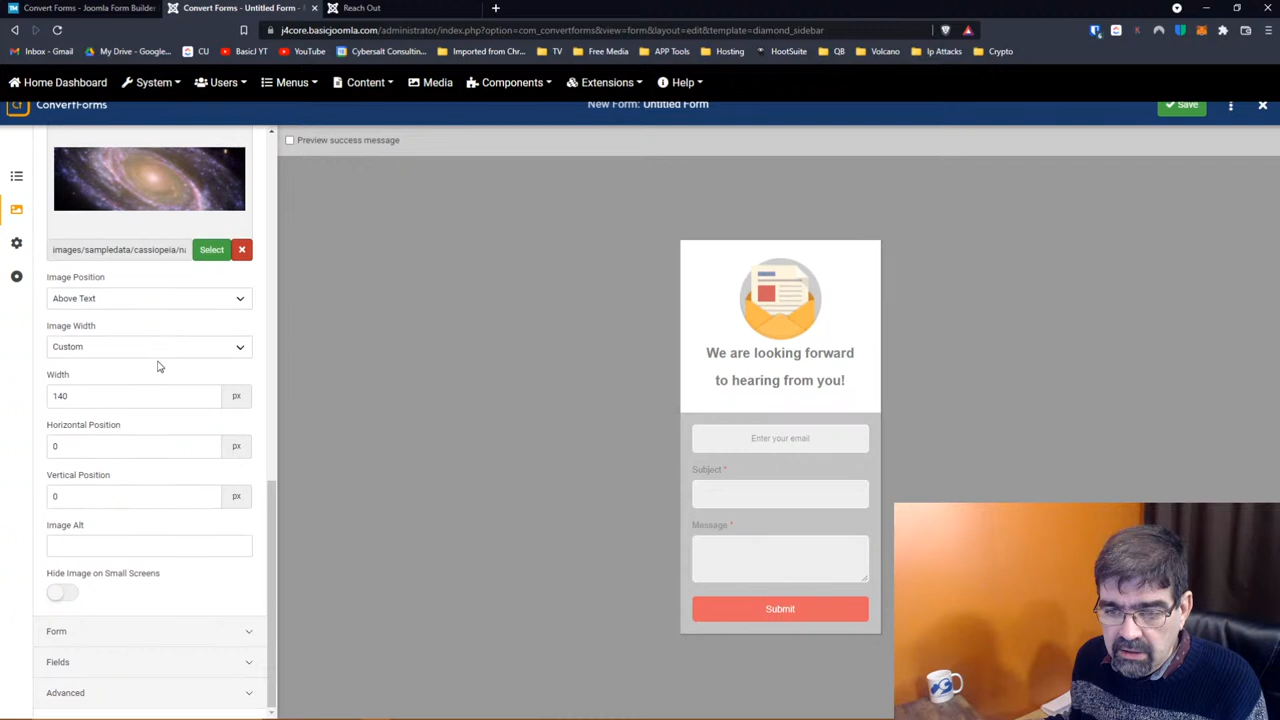 Convert Forms - Joomla Form Builder
Convert Forms - Untitled Form -
Reach Out
j4core.basicjoomla.com/administrator/index.php?option=com_convertforms&view=form&layout=edit&template=diamond_sidebar
Inbox - Gmail
My Drive - Google...
CU
BasicJ YT
YouTube
Cybersalt Consulting...
Imported from Chr...
TV
Free Media
APP Tools
Hosting
HootSuite
QB
Volcano
Ip Attacks
Crypto
Home Dashboard
System
Users
Menus
Content
Media
Components
Extensions
Help
Cf
ConvertForms
New Form: Untitled Form
Save
Preview success message
images/sampledata/cassiopeia/na
Select
Image Position
Above Text
Image Width
Custom
Width
140
px
Horizontal Position
0
px
Vertical Position
0
px
Image Alt
Hide Image on Small Screens
Form
Fields
Advanced
We are looking forward
to hearing from you!
Enter your email
Subject *
Message *
Submit